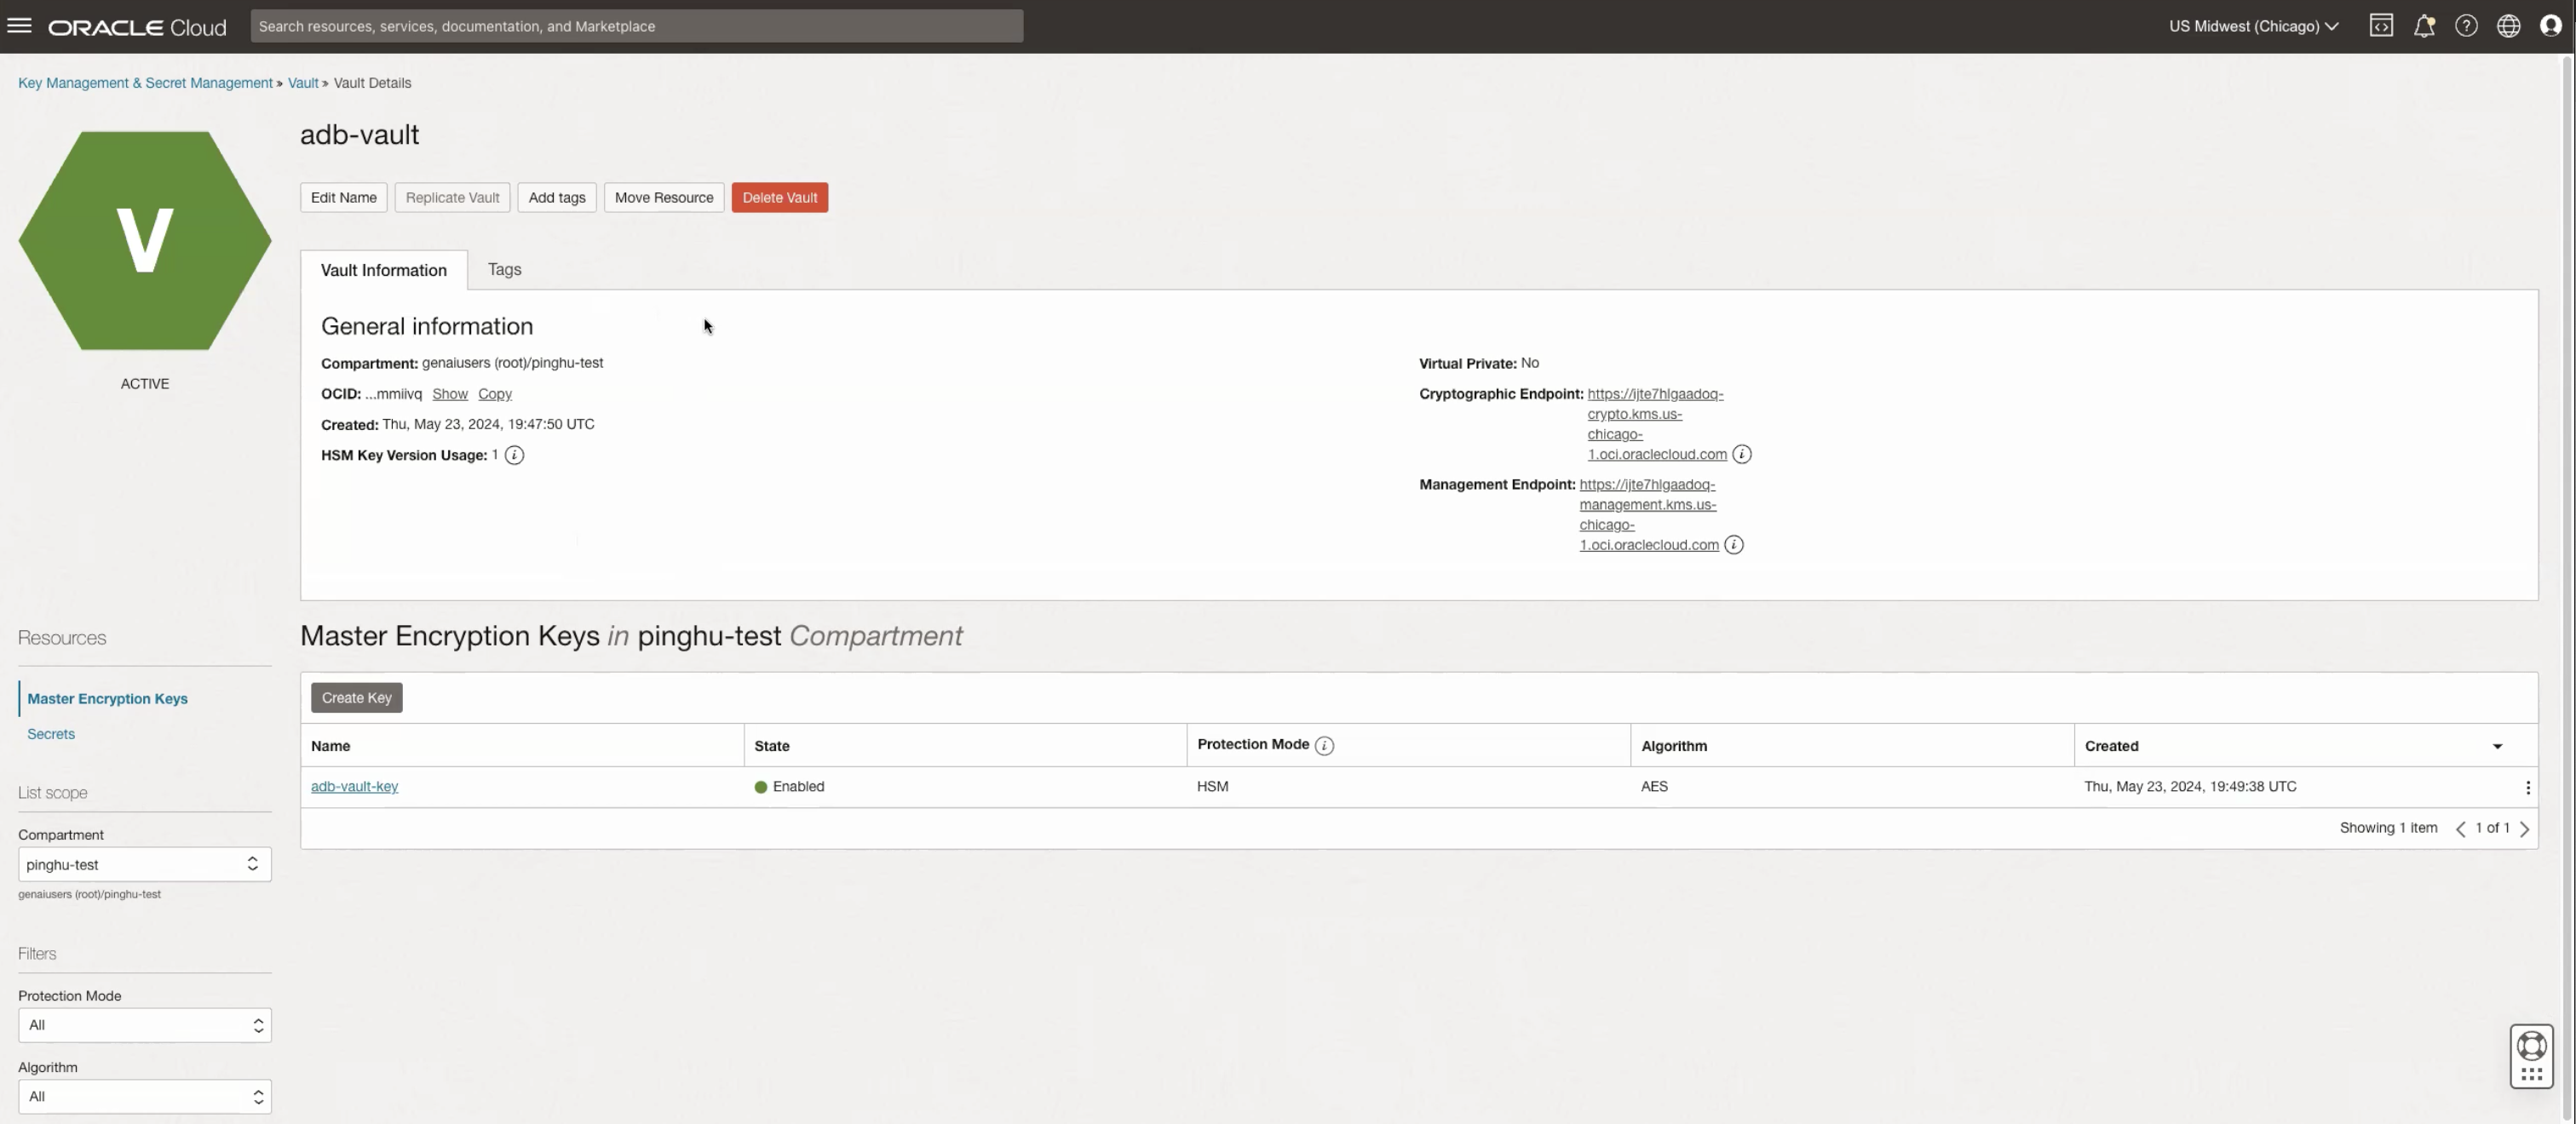 ORACLE Cloud
Search resources, services, documentation, and Marketplace
US Midwest (Chicago)
Key Management & Secret Management » Vault » Vault Details
V
ACTIVE
adb-vault
Edit Name
Replicate Vault
Add tags
Move Resource
Delete Vault
Vault Information
Tags
General information
Compartment: genaiusers (root)/pinghu-test
OCID: ...mmiivq Show Copy
Created: Thu, May 23, 2024, 19:47:50 UTC
HSM Key Version Usage: 1
Virtual Private: No
Cryptographic Endpoint: https://ijte7hlgaadoq-
crypto.kms.us-
chicago-
1.oci.oraclecloud.com
Management Endpoint: https://ijte7hlgaadoq-
management.kms.us-
chicago-
1.oci.oraclecloud.com
Resources
Master Encryption Keys
Secrets
List scope
Compartment
pinghu-test
genaiusers (root)/pinghu-test
Filters
Protection Mode
All
Algorithm
All
Master Encryption Keys in pinghu-test Compartment
Create Key
Name State Protection Mode Algorithm Created
adb-vault-key Enabled HSM AES Thu, May 23, 2024, 19:49:38 UTC
Showing 1 item 1 of 1